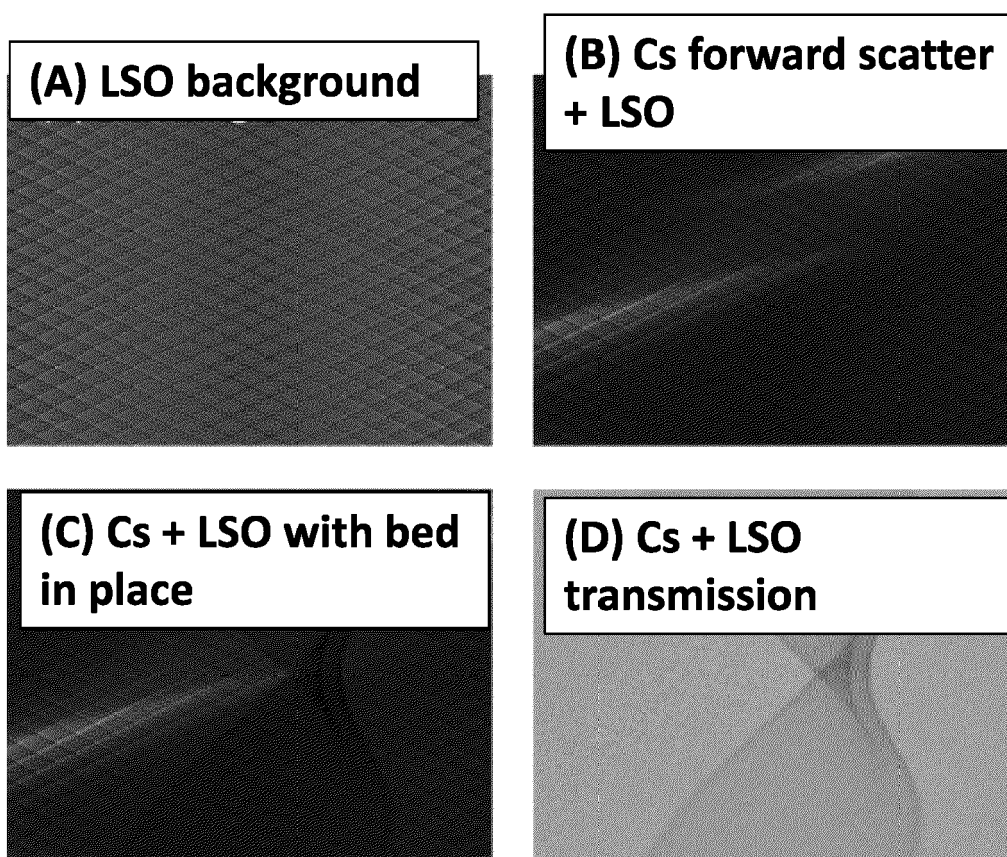 (A) LSO background
(B) Cs forward scatter
+ LSO
(C) Cs + LSO with bed
in place
(D) Cs + LSO
transmission